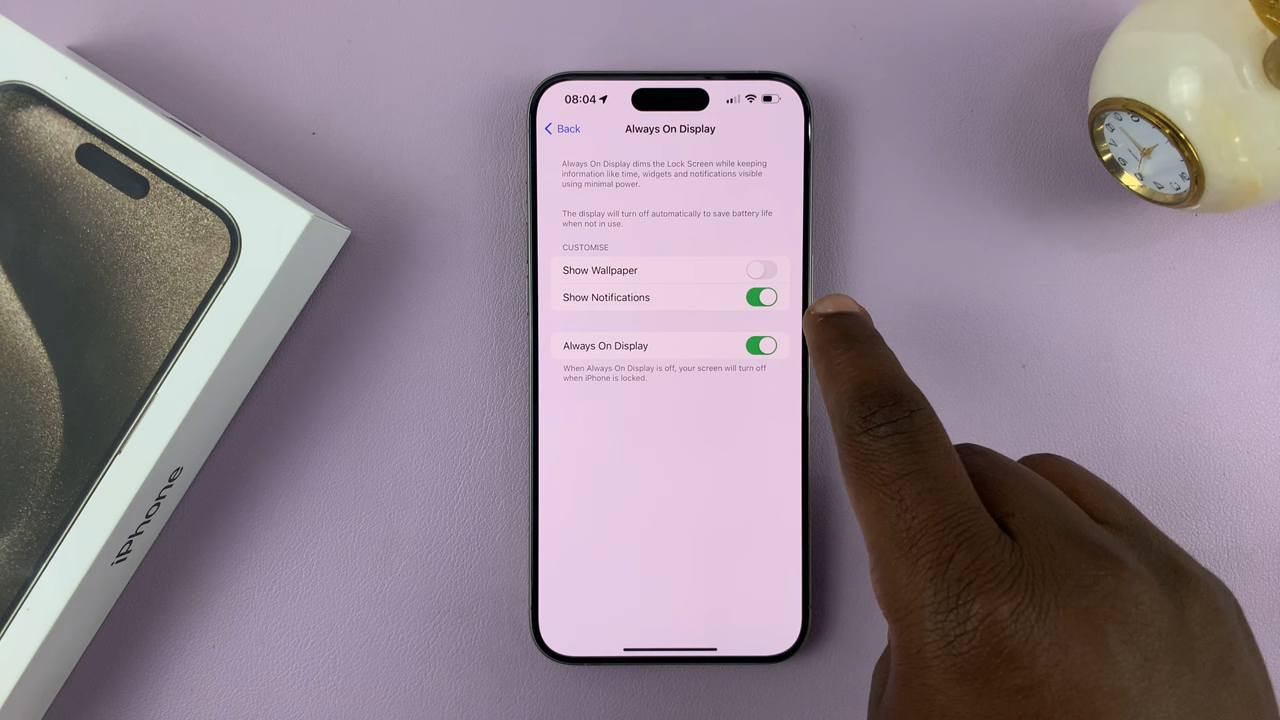 08:04
Back
Always On Display
Always On Display dims the Lock Screen while keeping
information like time, widgets and notifications visible
using minimal power.
The display will turn off automatically to save battery life
when not in use.
CUSTOMISE
Show Wallpaper
Show Notifications
Always On Display
When Always On Display is off, your screen will turn off
when iPhone is locked.
iPhone